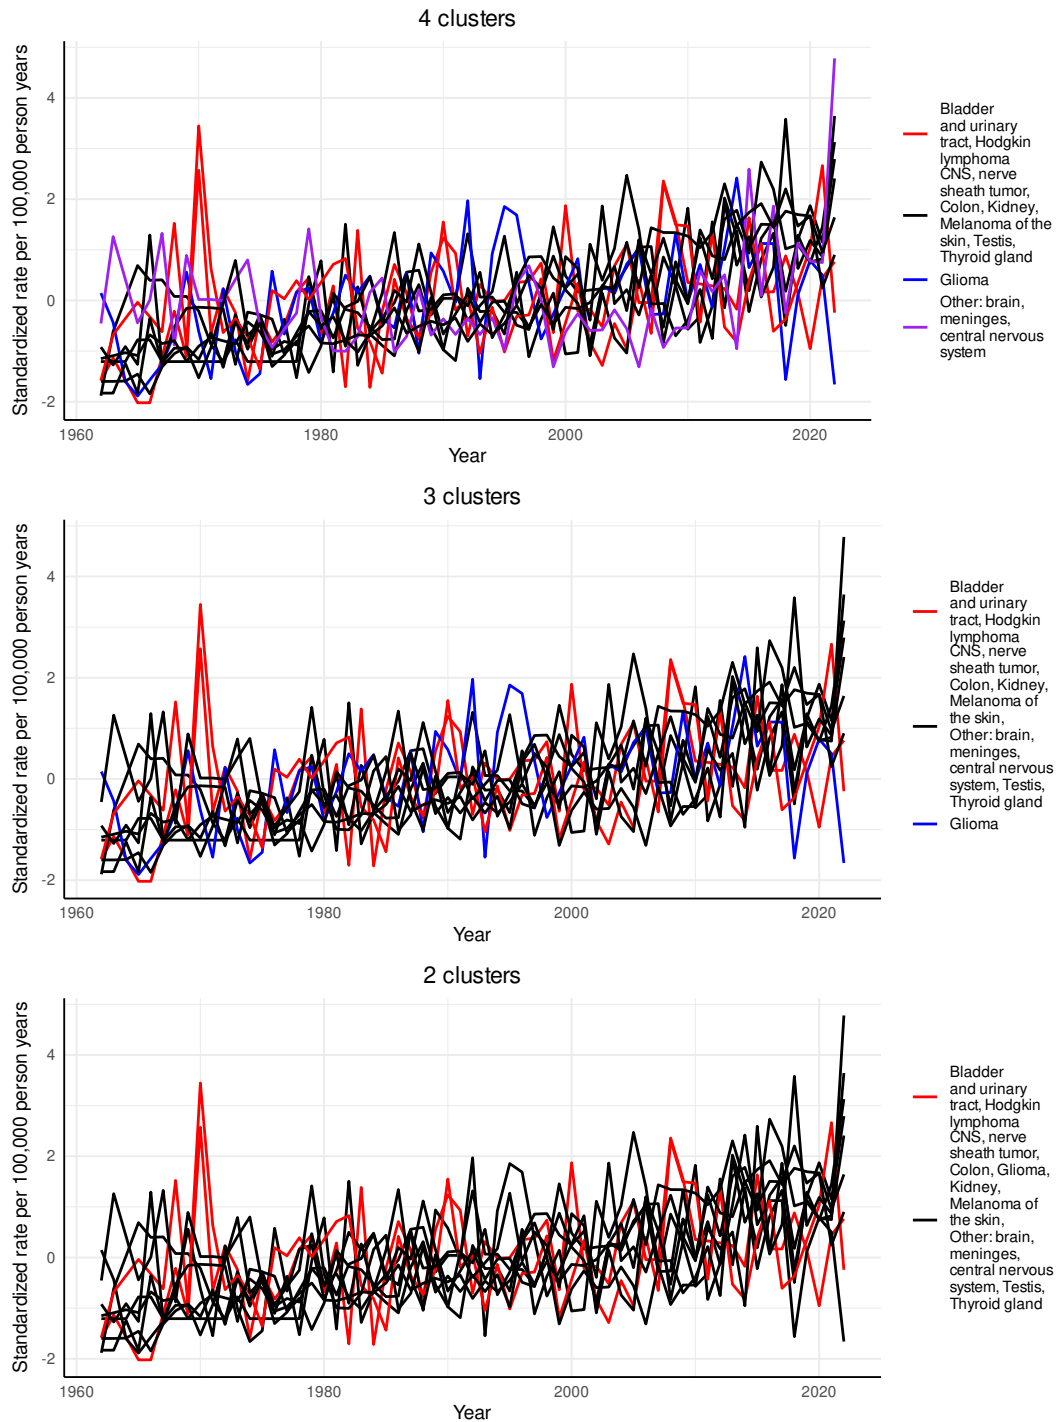 4 clusters
Standardized rate per 100,000 person years
4
2
0
-2
1960
1980
2000
2020
Year
Bladder
and urinary
tract, Hodgkin
lymphoma
CNS, nerve
sheath tumor,
Colon, Kidney,
Melanoma of the
skin, Testis,
Thyroid gland
Glioma
Other: brain,
meninges,
central nervous
system
3 clusters
Standardized rate per 100,000 person years
4
2
0
-2
1960
1980
2000
2020
Year
Bladder
and urinary
tract, Hodgkin
lymphoma
CNS, nerve
sheath tumor,
Colon, Kidney,
Melanoma of
the skin,
Other: brain,
meninges,
central nervous
system, Testis,
Thyroid gland
Glioma
2 clusters
Standardized rate per 100,000 person years
4
2
0
-2
1960
1980
2000
2020
Year
Bladder
and urinary
tract, Hodgkin
lymphoma
CNS, nerve
sheath tumor,
Colon, Glioma,
Kidney,
Melanoma of
the skin,
Other: brain,
meninges,
central nervous
system, Testis,
Thyroid gland